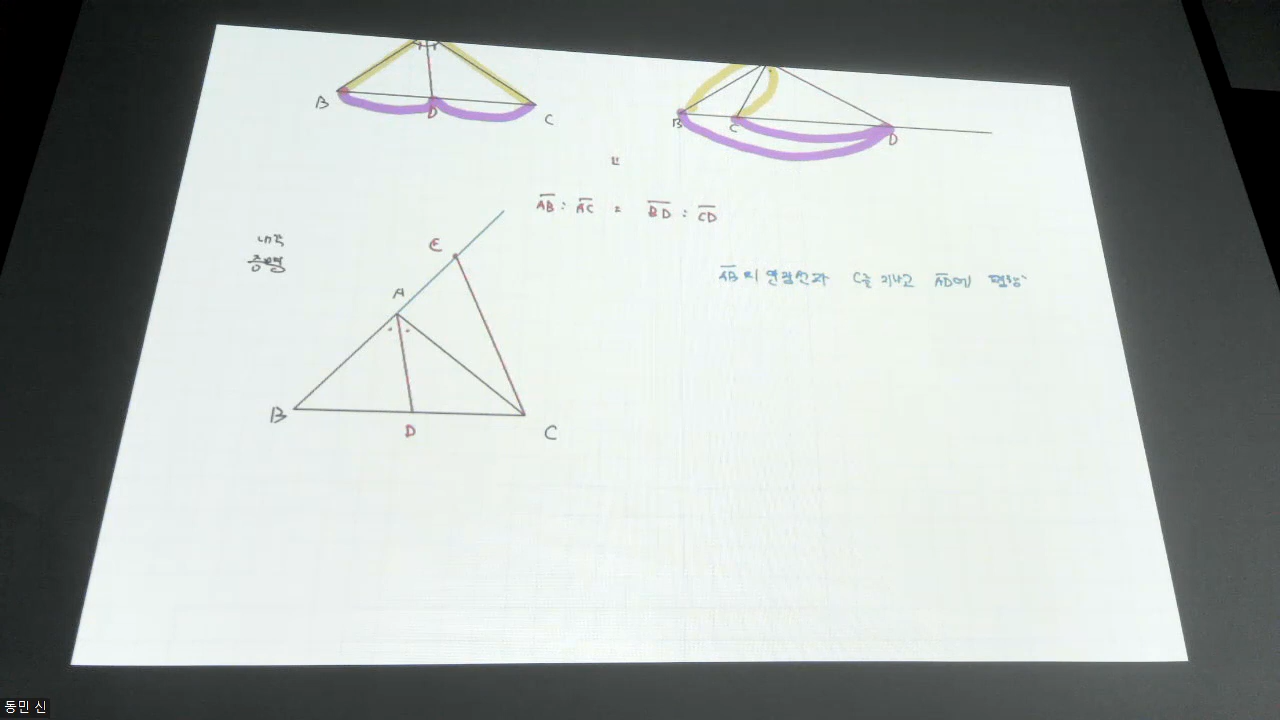 B D C
B C D
AB : AC = BD : CD
내각
증명
E
AB의 연장선과 C를 지나고 AD에 평행
A
B
D
C
동민 신